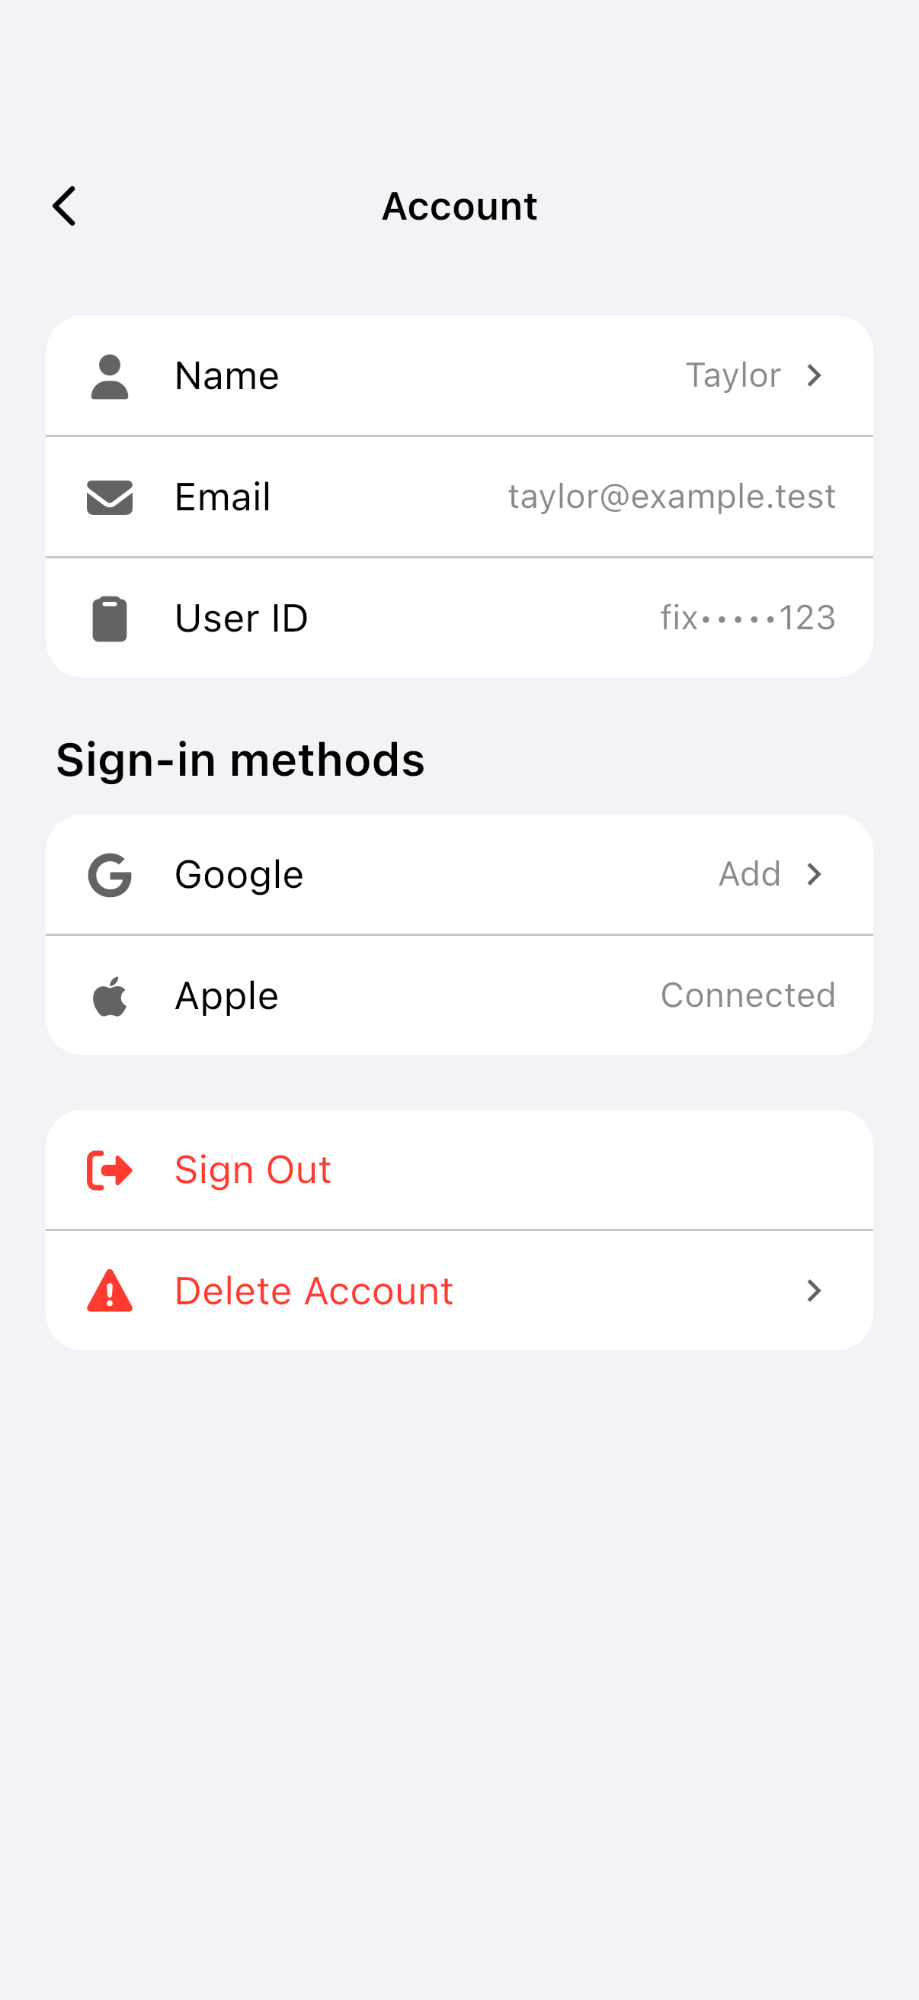 Account
Name Taylor
Email taylor@example.test
User ID fix•••••123
Sign-in methods
Google Add
Apple Connected
Sign Out
Delete Account